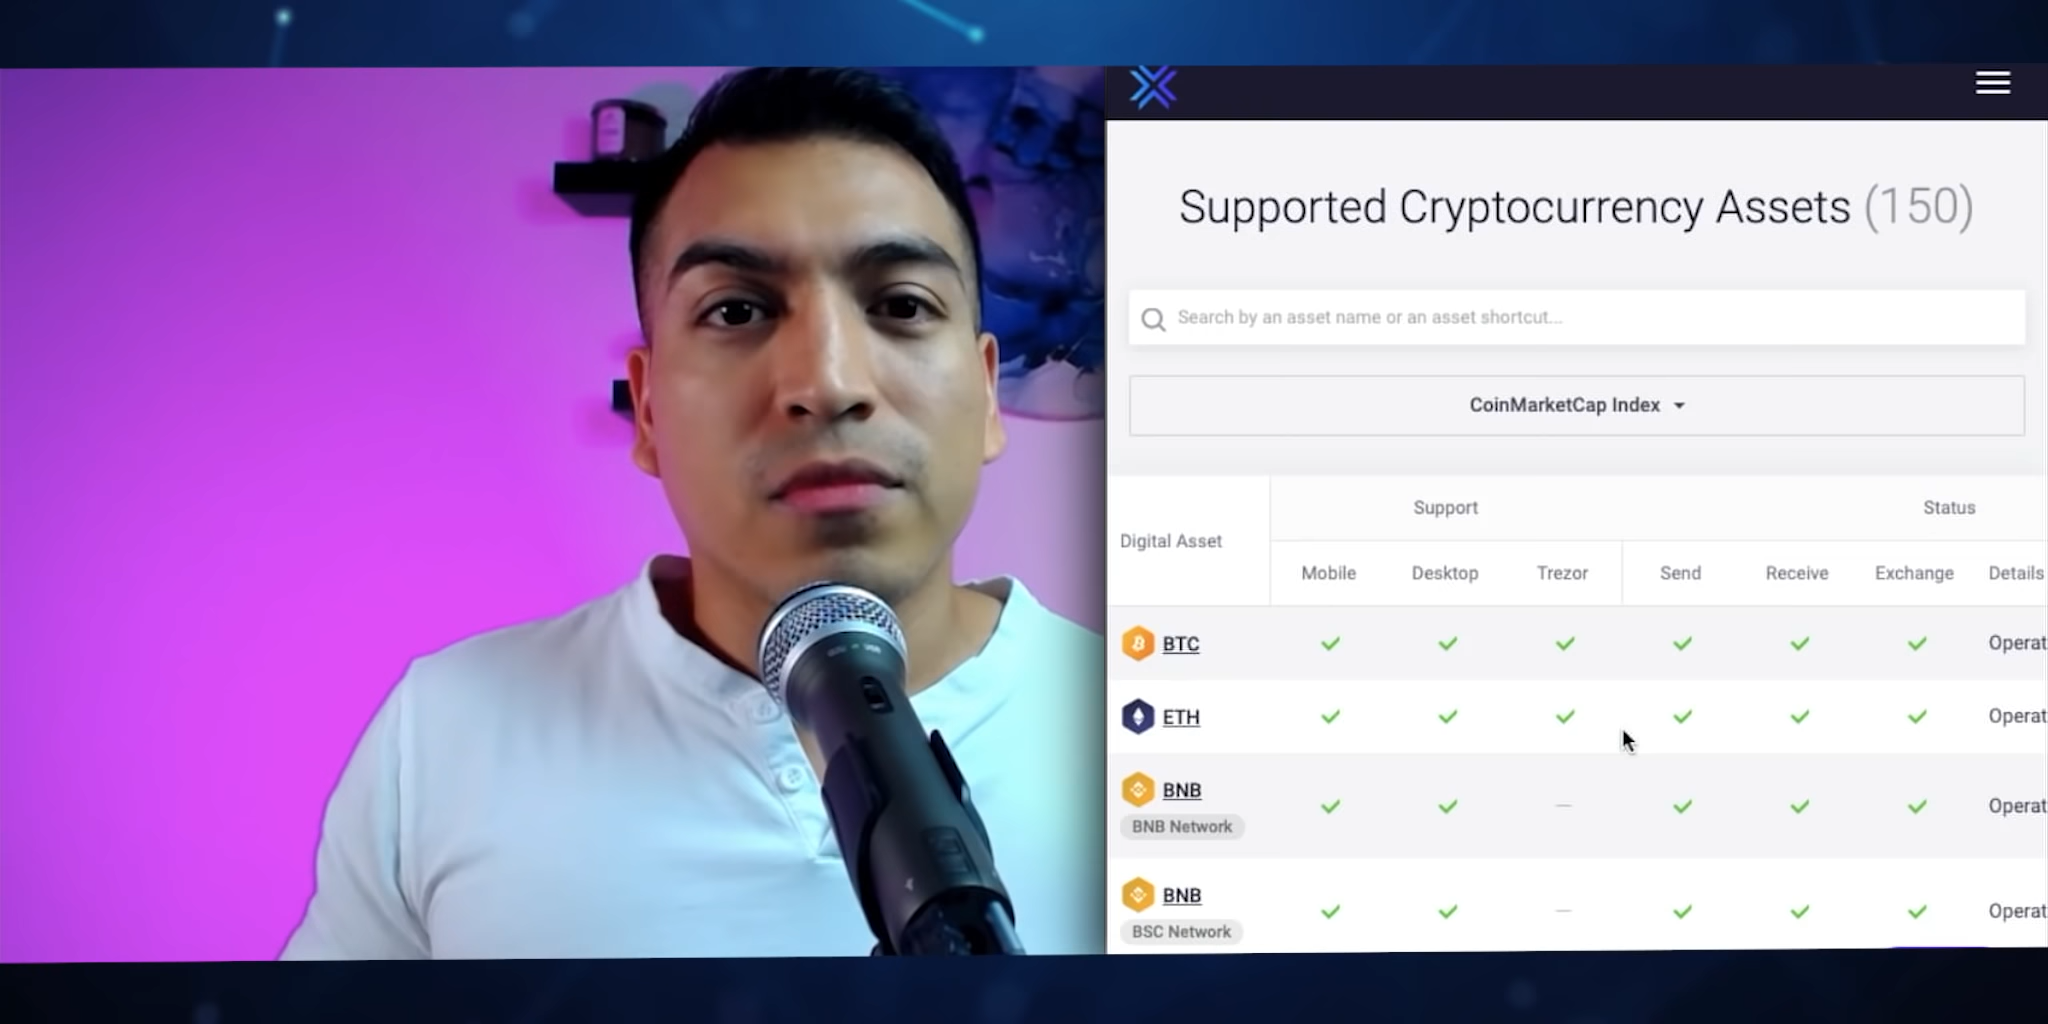 Supported Cryptocurrency Assets (150)
Search by an asset name or an asset shortcut...
CoinMarketCap Index
Support
Status
Digital Asset
Mobile
Desktop
Trezor
Send
Receive
Exchange
Details
BTC
Operat
ETH
Operat
BNB
BNB Network
Operat
BNB
BSC Network
Operat